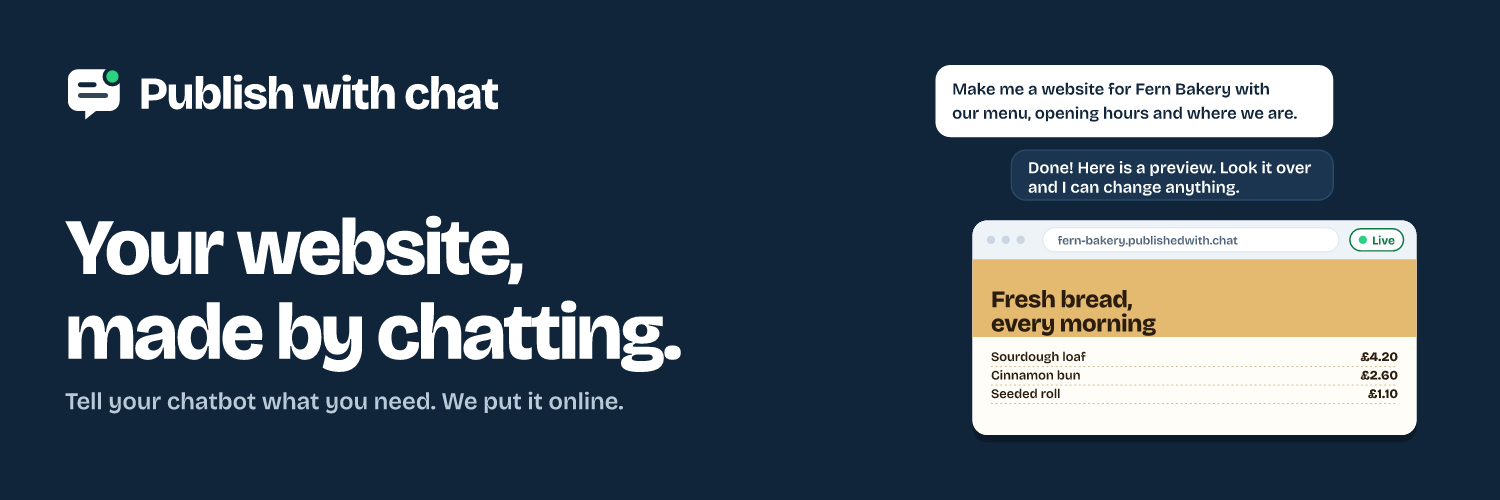 Publish with chat
Your website,
made by chatting.
Tell your chatbot what you need. We put it online.
Make me a website for Fern Bakery with
our menu, opening hours and where we are.
Done! Here is a preview. Look it over
and I can change anything.
fern-bakery.publishedwith.chat
Live
Fresh bread,
every morning
Sourdough loaf £4.20
Cinnamon bun £2.60
Seeded roll £1.10